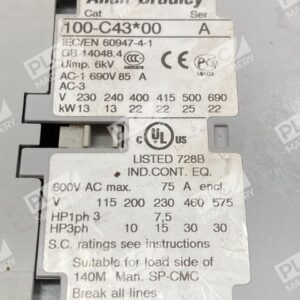 Allen Bradley
Cat Ser
100-C43*00 A
IEC/EN 60947-4-1
GB 14048.4
Uimp. 6kV
AC-1 690V 85 A
AC-3
V 230 240 400 415 500 690
kW 13 13 22 22 25 22
c UL US
LISTED 728B
IND.CONT. EQ.
600V AC max. 75 A encl.
V 115 200 230 460 575
HP1ph 3 7,5
HP3ph 10 15 30 30
S.C. ratings see instructions
Suitable for load side of
140M Man. SP-CMC
Break all lines